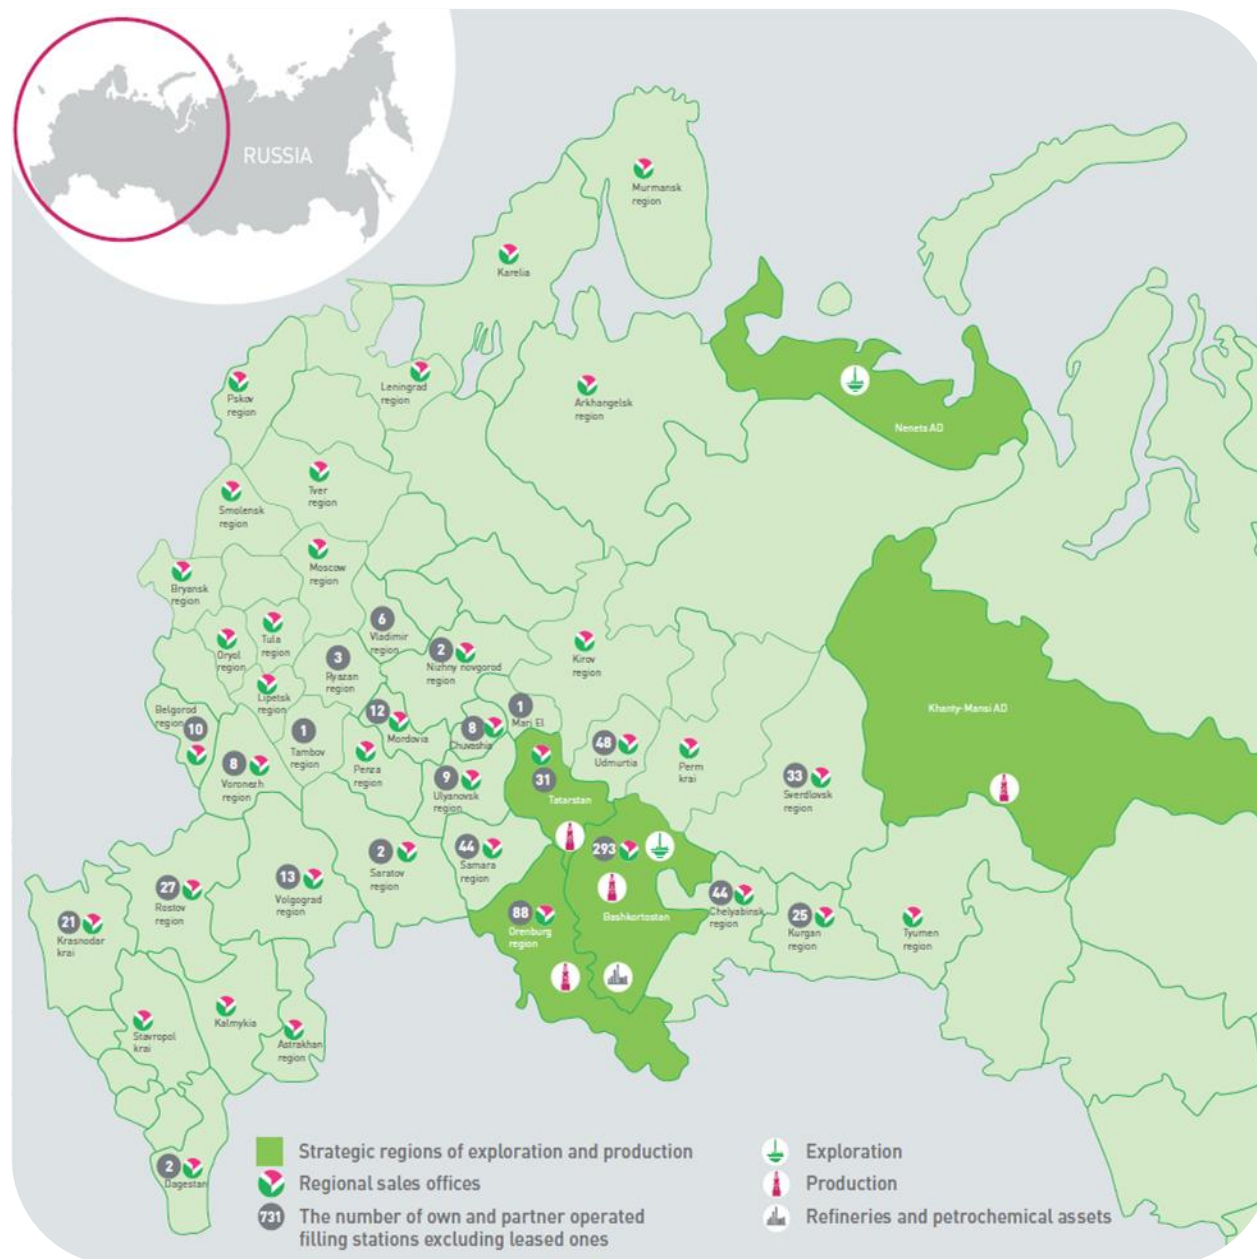 RUSSIA
Murmansk
region
Karelia
Pskov
region
Leningrad
region
Arkhangelsk
region
Nenets AO
Tver
region
Smolensk
region
Moscow
region
Bryansk
region
6
Vladimir
region
Oryol
region
Tula
region
3
Ryazan
region
2
Nizhny novgorod
region
Kirov
region
Lipetsk
region
Belgorod
region
10
12
Mordovia
1
Mari El
Khanty-Mansi AO
8
Voronezh
region
1
Tambov
region
Penza
region
8
Chuvashia
48
Udmurtia
Perm
krai
33
Sverdlovsk
region
9
Ulyanovsk
region
31
Tatarstan
2
Saratov
region
44
Samara
region
293
Bashkortostan
27
Rostov
region
13
Volgograd
region
88
Orenburg
region
44
Chelyabinsk
region
25
Kurgan
region
Tyumen
region
21
Krasnodar
krai
Stavropol
krai
Kalmykia
Astrakhan
region
2
Dagestan
Strategic regions of exploration and production
Regional sales offices
731
The number of own and partner operated
filling stations excluding leased ones
Exploration
Production
Refineries and petrochemical assets